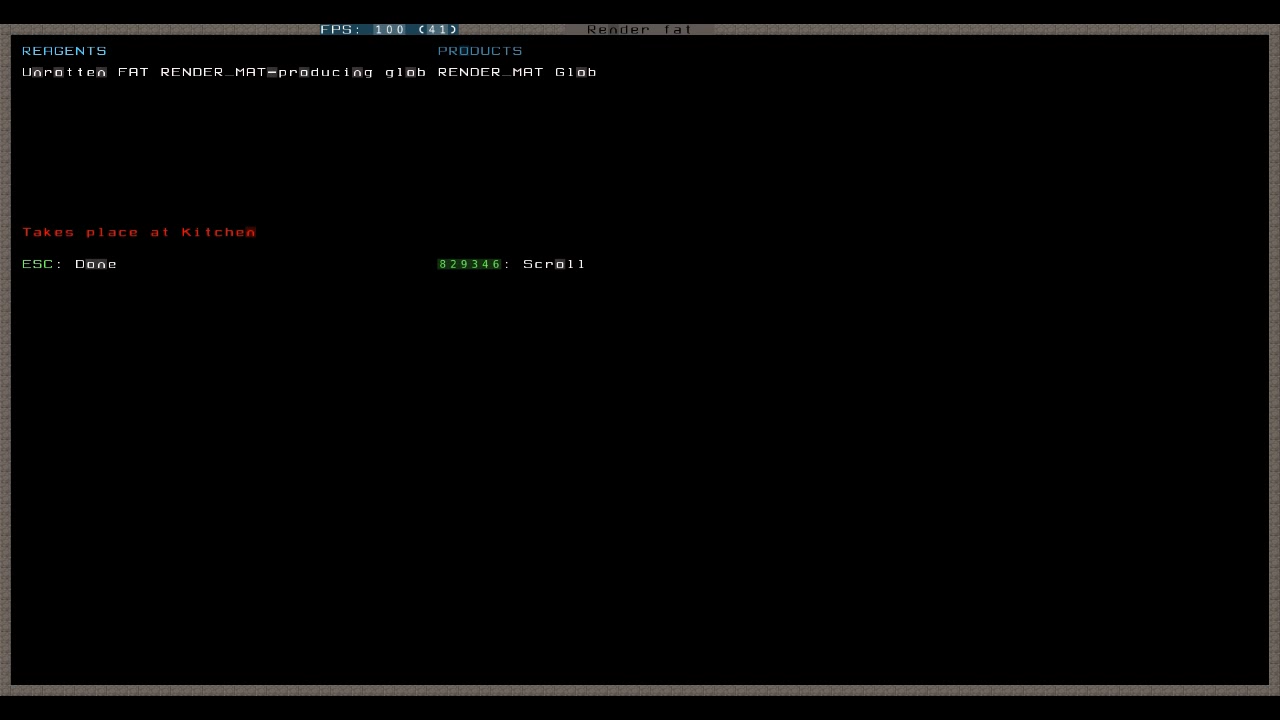 FPS: 100 (41) Render fat
REAGENTS PRODUCTS
Unrotten FAT RENDER_MAT-producing glob RENDER_MAT Glob
Takes place at Kitchen
ESC: Done 829346: Scroll